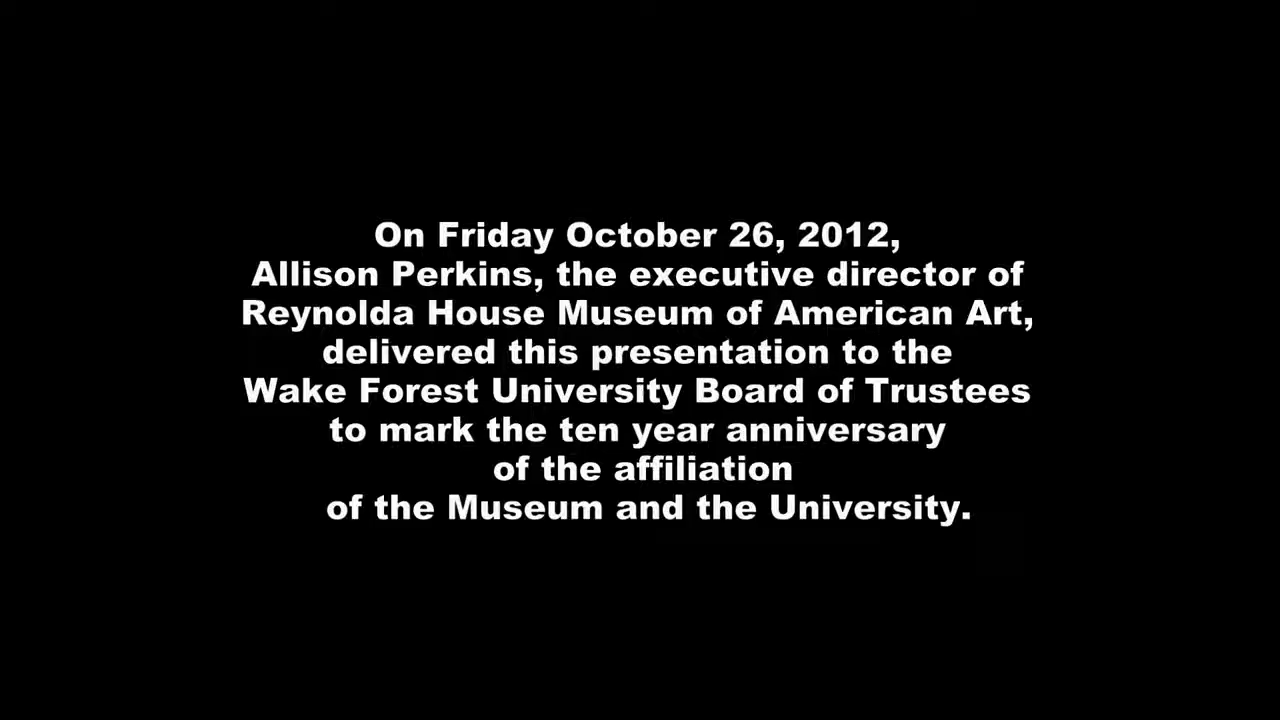 On Friday October 26, 2012,
Allison Perkins, the executive director of
Reynolda House Museum of American Art,
delivered this presentation to the
Wake Forest University Board of Trustees
to mark the ten year anniversary
of the affiliation
of the Museum and the University.